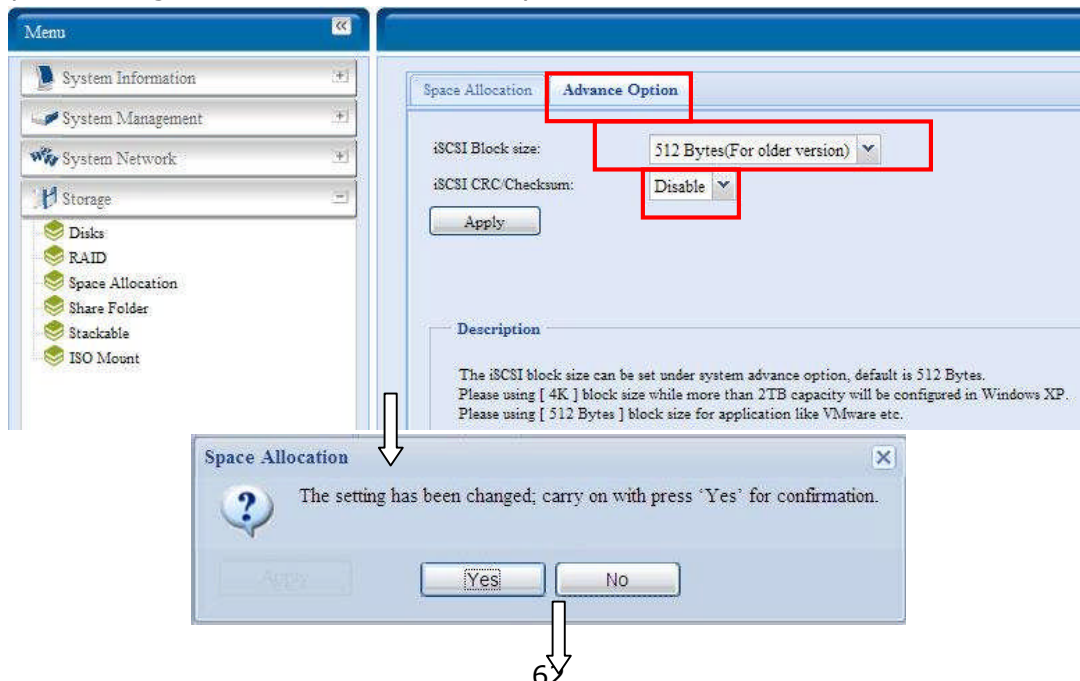 Menu
System Information
System Management
System Network
Storage
Disks
RAID
Space Allocation
Share Folder
Stackable
ISO Mount
Space Allocation Advance Option
iSCSI Block size: 512 Bytes(For older version)
iSCSI CRC/Checksum: Disable
Apply
Description
The iSCSI block size can be set under system advance option, default is 512 Bytes.
Please using [ 4K ] block size while more than 2TB capacity will be configured in Windows XP.
Please using [ 512 Bytes ] block size for application like VMware etc.
Space Allocation
The setting has been changed; carry on with press ‘Yes’ for confirmation.
Apply Yes No